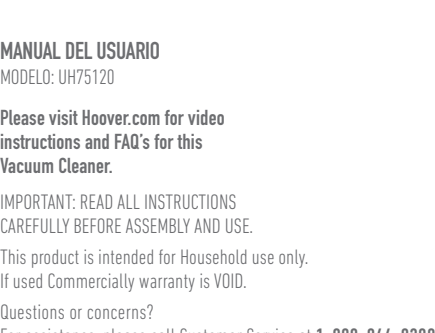 MANUAL DEL USUARIO
MODELO: UH75120
Please visit Hoover.com for video
instructions and FAQ's for this
Vacuum Cleaner.
IMPORTANT: READ ALL INSTRUCTIONS
CAREFULLY BEFORE ASSEMBLY AND USE.
This product is intended for Household use only.
If used Commercially warranty is VOID.
Questions or concerns?